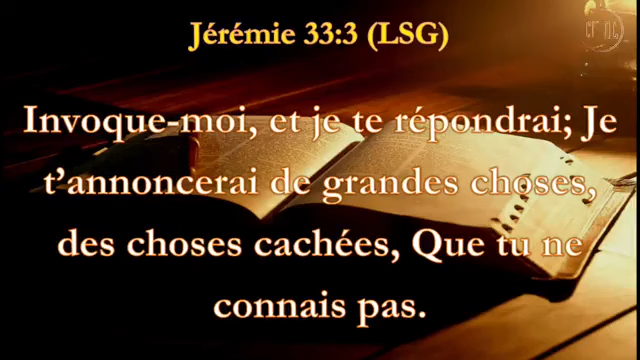 Jérémie 33:3 (LSG)
Invoque-moi, et je te répondrai; Je
t’annoncerai de grandes choses,
des choses cachées, Que tu ne
connais pas.